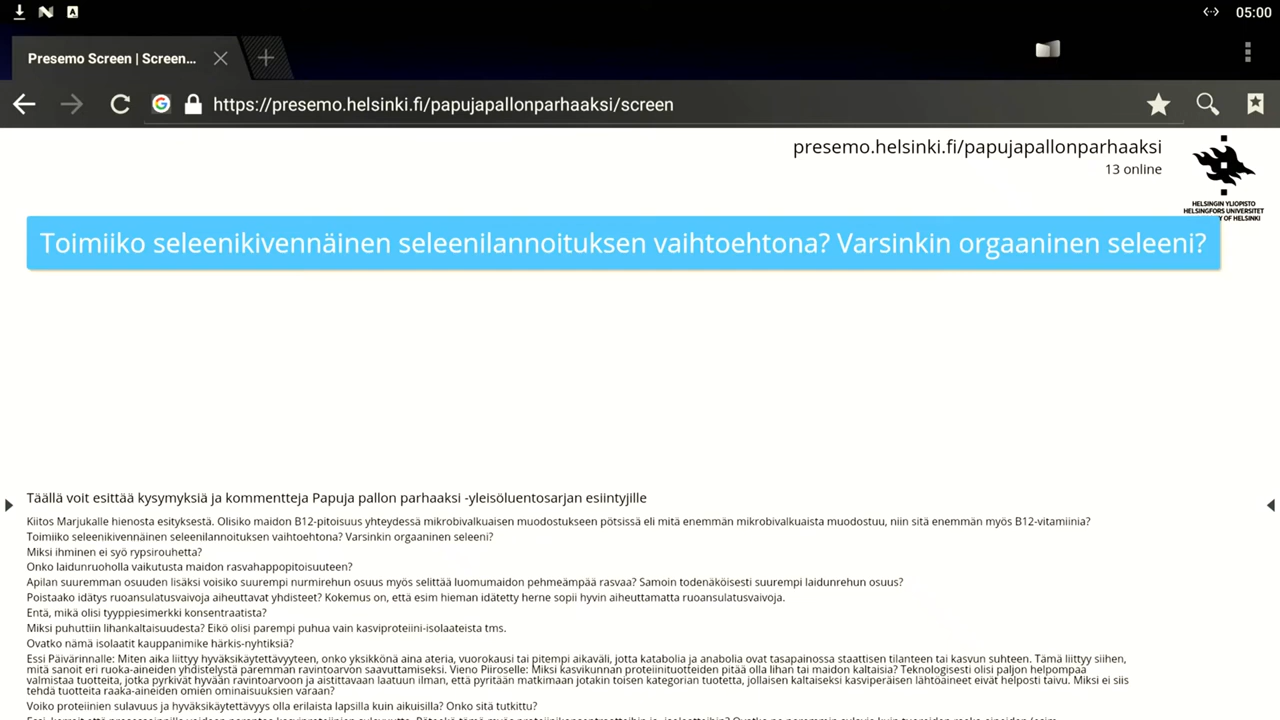 05:00
Presemo Screen | Screen...
https://presemo.helsinki.fi/papujapallonparhaaksi/screen
presemo.helsinki.fi/papujapallonparhaaksi
13 online
HELSINGIN YLIOPISTO
HELSINGFORS UNIVERSITET
OF HELSINKI
Toimiiko seleenikivennäinen seleenilannoituksen vaihtoehtona? Varsinkin orgaaninen seleeni?
Täällä voit esittää kysymyksiä ja kommentteja Papuja pallon parhaaksi -yleisöluentosarjan esiintyjille
Kiitos Marjukalle hienosta esityksestä. Olisiko maidon B12-pitoisuus yhteydessä mikrobivalkuaisen muodostukseen pötsissä eli mitä enemmän mikrobivalkuaista muodostuu, niin sitä enemmän myös B12-vitamiinia?
Toimiiko seleenikivennäinen seleenilannoituksen vaihtoehtona? Varsinkin orgaaninen seleeni?
Miksi ihminen ei syö rypsirouhetta?
Onko laidunruoholla vaikutusta maidon rasvahappopitoisuuteen?
Apilan suuremman osuuden lisäksi voisiko suurempi nurmirehun osuus myös selittää luomumaidon pehmeämpää rasvaa? Samoin todenäköisesti suurempi laidunrehun osuus?
Poistaako idätys ruoansulatusvaivoja aiheuttavat yhdisteet? Kokemus on, että esim hieman idätetty herne sopii hyvin aiheuttamatta ruoansulatusvaivoja.
Entä, mikä olisi tyyppiesimerkki konsentraatista?
Miksi puhuttiin lihankaltaisuudesta? Eikö olisi parempi puhua vain kasviproteiini-isolaateista tms.
Ovatko nämä isolaatit kauppanimike härkis-nyhtiksiä?
Essi Päivärinnalle: Miten aika liittyy hyväksikäytettävyyteen, onko yksikkönä aina ateria, vuorokausi tai pitempi aikaväli, jotta katabolia ja anabolia ovat tasapainossa staattisen tilanteen tai kasvun suhteen. Tämä liittyy siihen,
mitä sanoit eri ruoka-aineiden yhdistelystä paremman ravintoarvon saavuttamiseksi. Vieno Piiroselle: Miksi kasvikunnan proteiinituotteiden pitää olla lihan tai maidon kaltaisia? Teknologisesti olisi paljon helpompaa
valmistaa tuotteita, jotka pyrkivät hyvään ravintoarvoon ja aistittavaan laatuun ilman, että pyritään matkimaan jotakin toisen kategorian tuotetta, jollaisen kaltaiseksi kasviperäisen lähtöaineet eivät helposti taivu. Miksi ei siis
tehdä tuotteita raaka-aineiden omien ominaisuuksien varaan?
Voiko proteiinien sulavuus ja hyväksikäytettävyys olla erilaista lapsilla kuin aikuisilla? Onko sitä tutkittu?